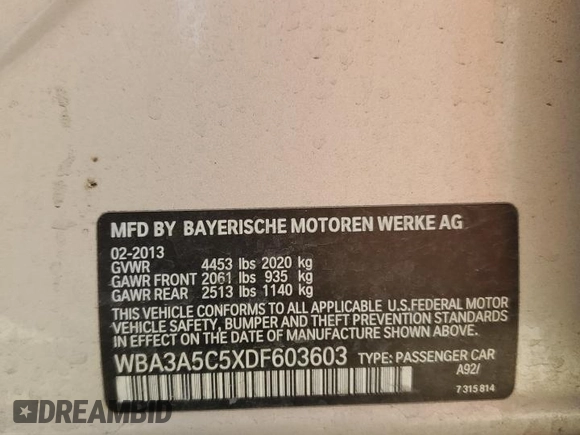 MFD BY BAYERISCHE MOTOREN WERKE AG
02-2013
GVWR 4453 lbs 2020 kg
GAWR FRONT 2061 lbs 935 kg
GAWR REAR 2513 lbs 1140 kg
THIS VEHICLE CONFORMS TO ALL APPLICABLE U.S.FEDERAL MOTOR
VEHICLE SAFETY, BUMPER, AND THEFT PREVENTION STANDARDS
IN EFFECT ON THE DATE OF MANUFACTURE SHOWN ABOVE.
WBA3A5C5XDF603603 TYPE: PASSENGER CAR
A92/
7 315 814
DREAMBID